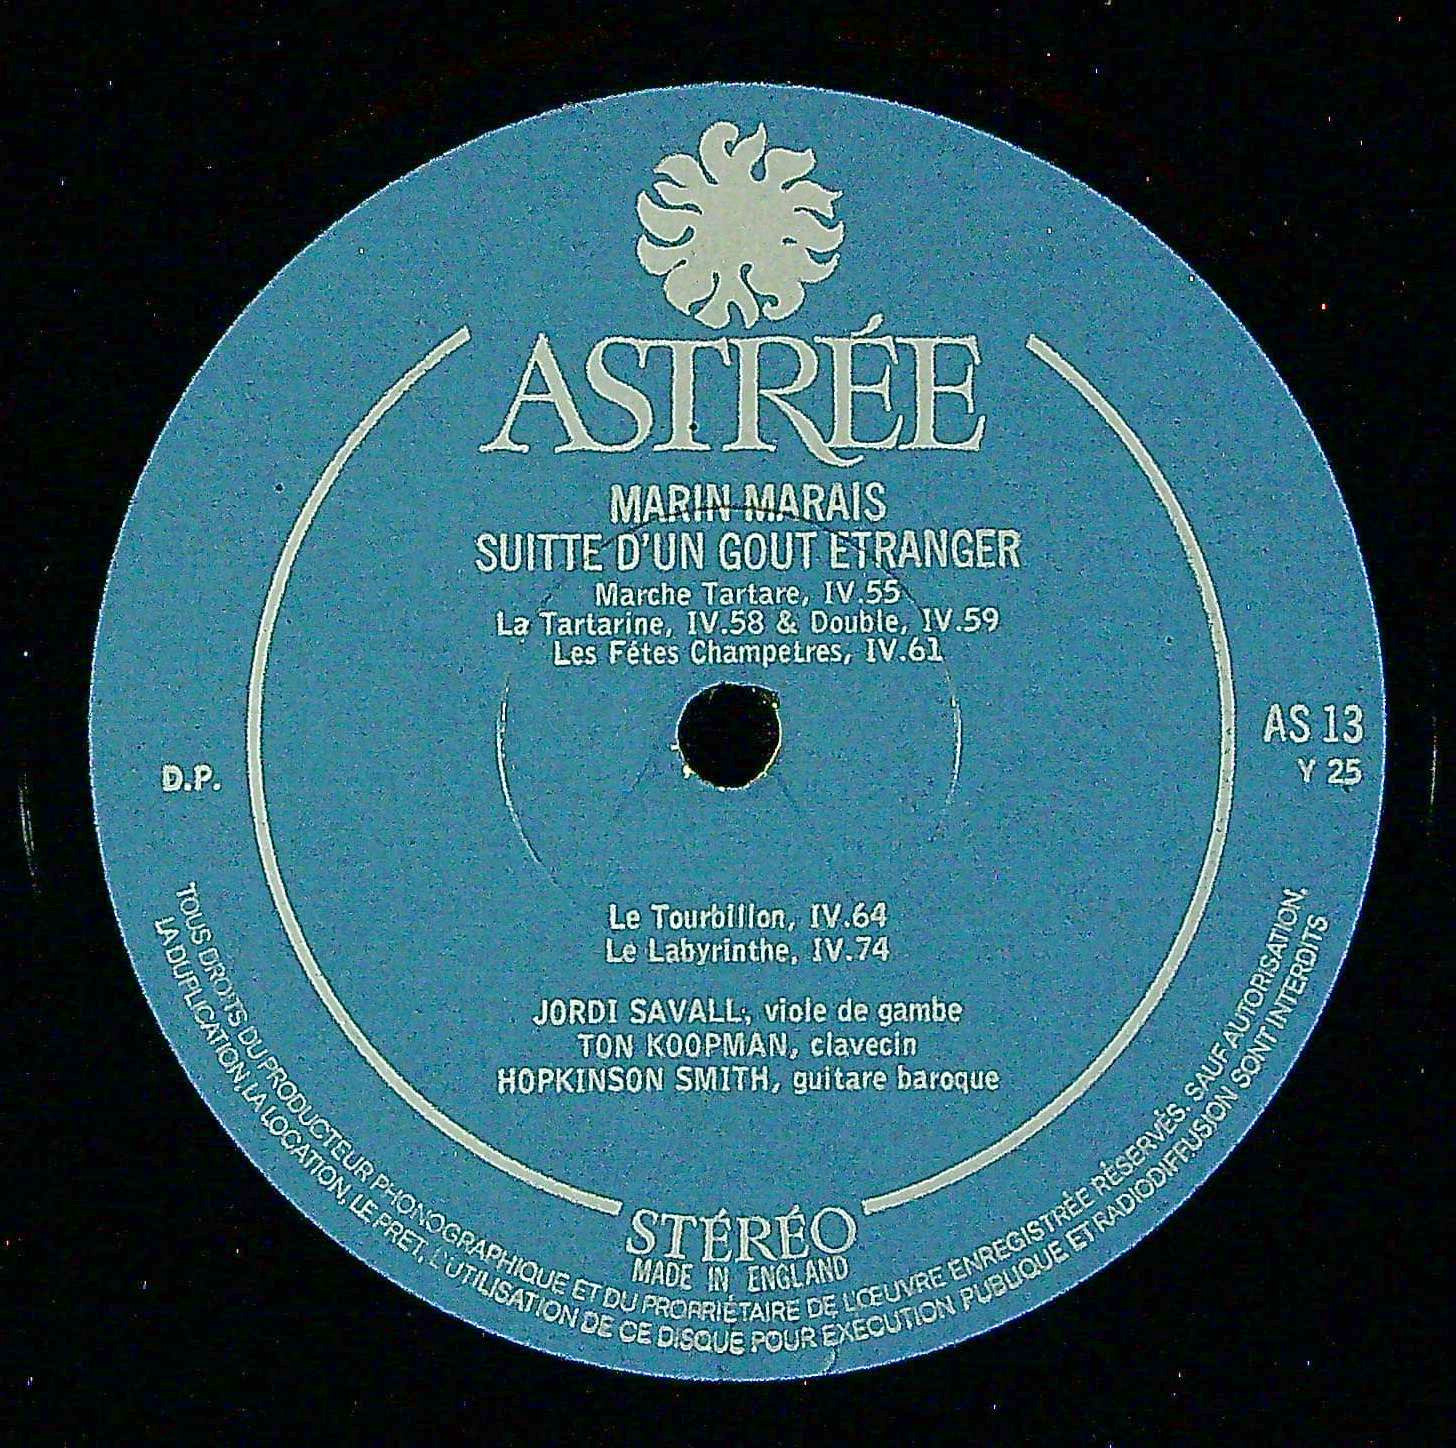 ASTRÉE
MARIN MARAIS
SUITTE D'UN GOUT ETRANGER
Marche Tartare, IV.55
La Tartarine, IV.58 & Double, IV.59
Les Fétes Champetres, IV.61
AS 13
Y 25
D.P.
Le Tourbillon, IV.64
Le Labyrinthe, IV.74
JORDI SAVALL, viole de gambe
TON KOOPMAN, clavecin
HOPKINSON SMITH, guitare baroque
STÉRÉO
MADE IN ENGLAND
TOUS DROITS DU PRODUCTEUR PHONOGRAPHIQUE ET DU PROPRIÉTAIRE DE L'ŒUVRE ENREGISTRÉE RÉSERVÉS. SAUF AUTORISATION,
LA DUPLICATION LA LOCATION, LE PRET, L'UTILISATION DE CE DISQUE POUR EXECUTION PUBLIQUE ET RADIODIFFUSION SONT INTERDITS